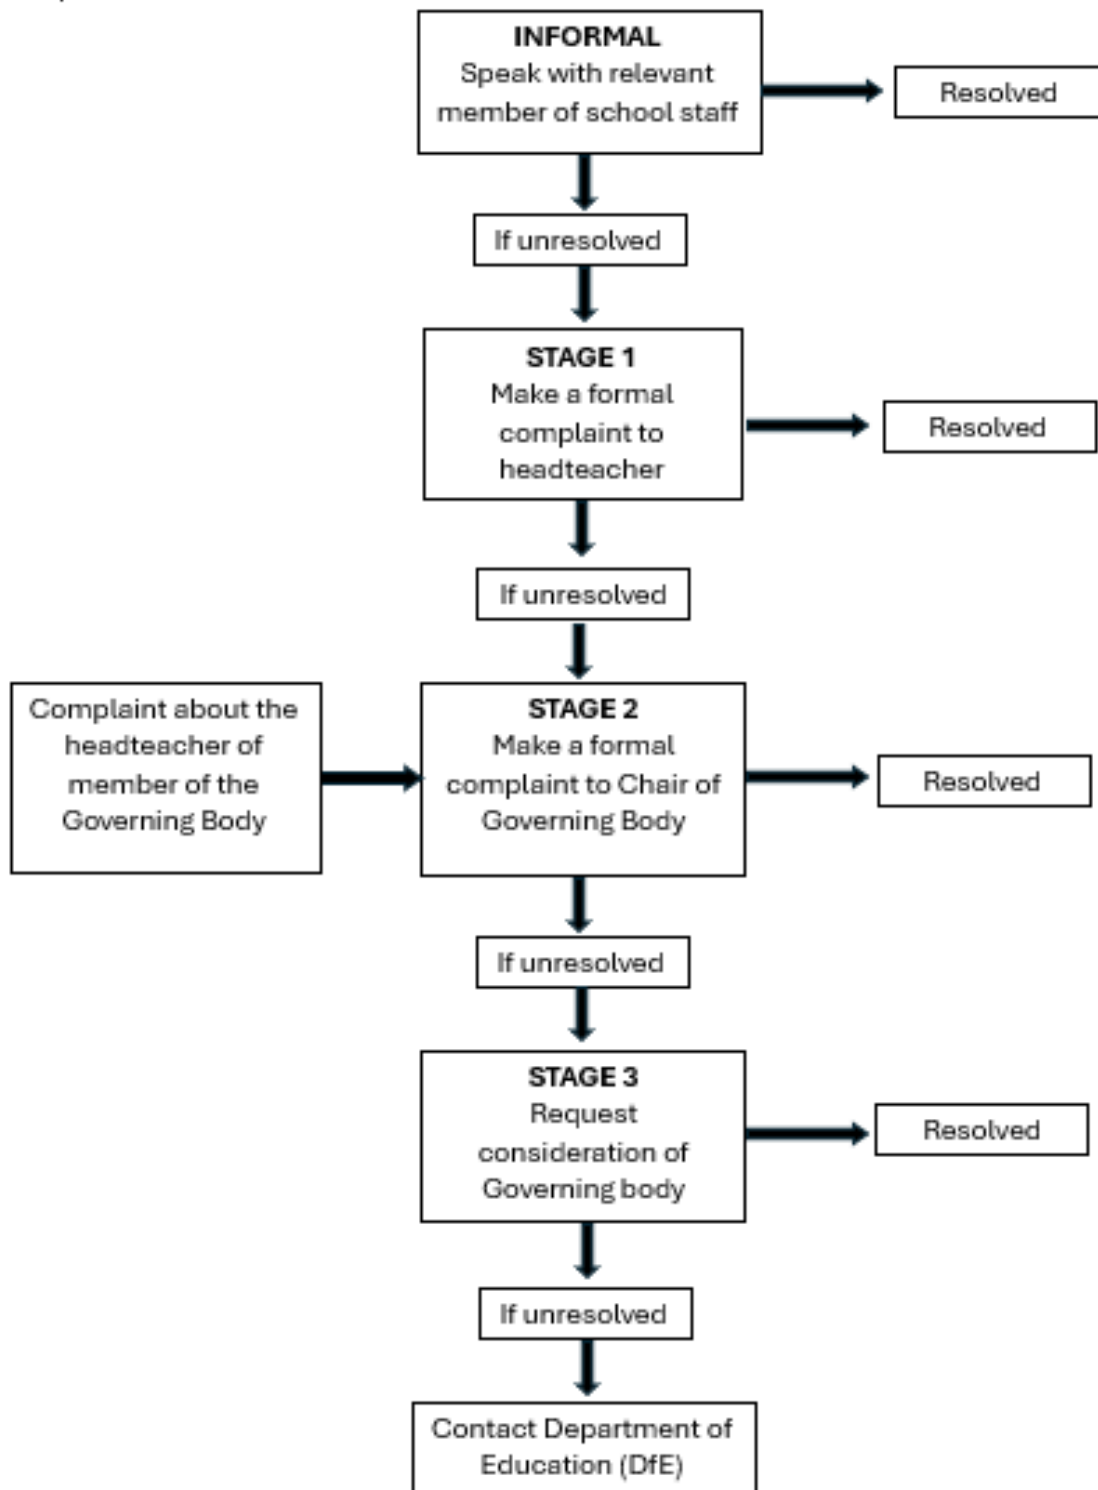 INFORMAL
Speak with relevant
member of school staff
Resolved
If unresolved
STAGE 1
Make a formal
complaint to
headteacher
Resolved
If unresolved
Complaint about the
headteacher of
member of the
Governing Body
STAGE 2
Make a formal
complaint to Chair of
Governing Body
Resolved
If unresolved
STAGE 3
Request
consideration of
Governing body
Resolved
If unresolved
Contact Department of
Education (DfE)